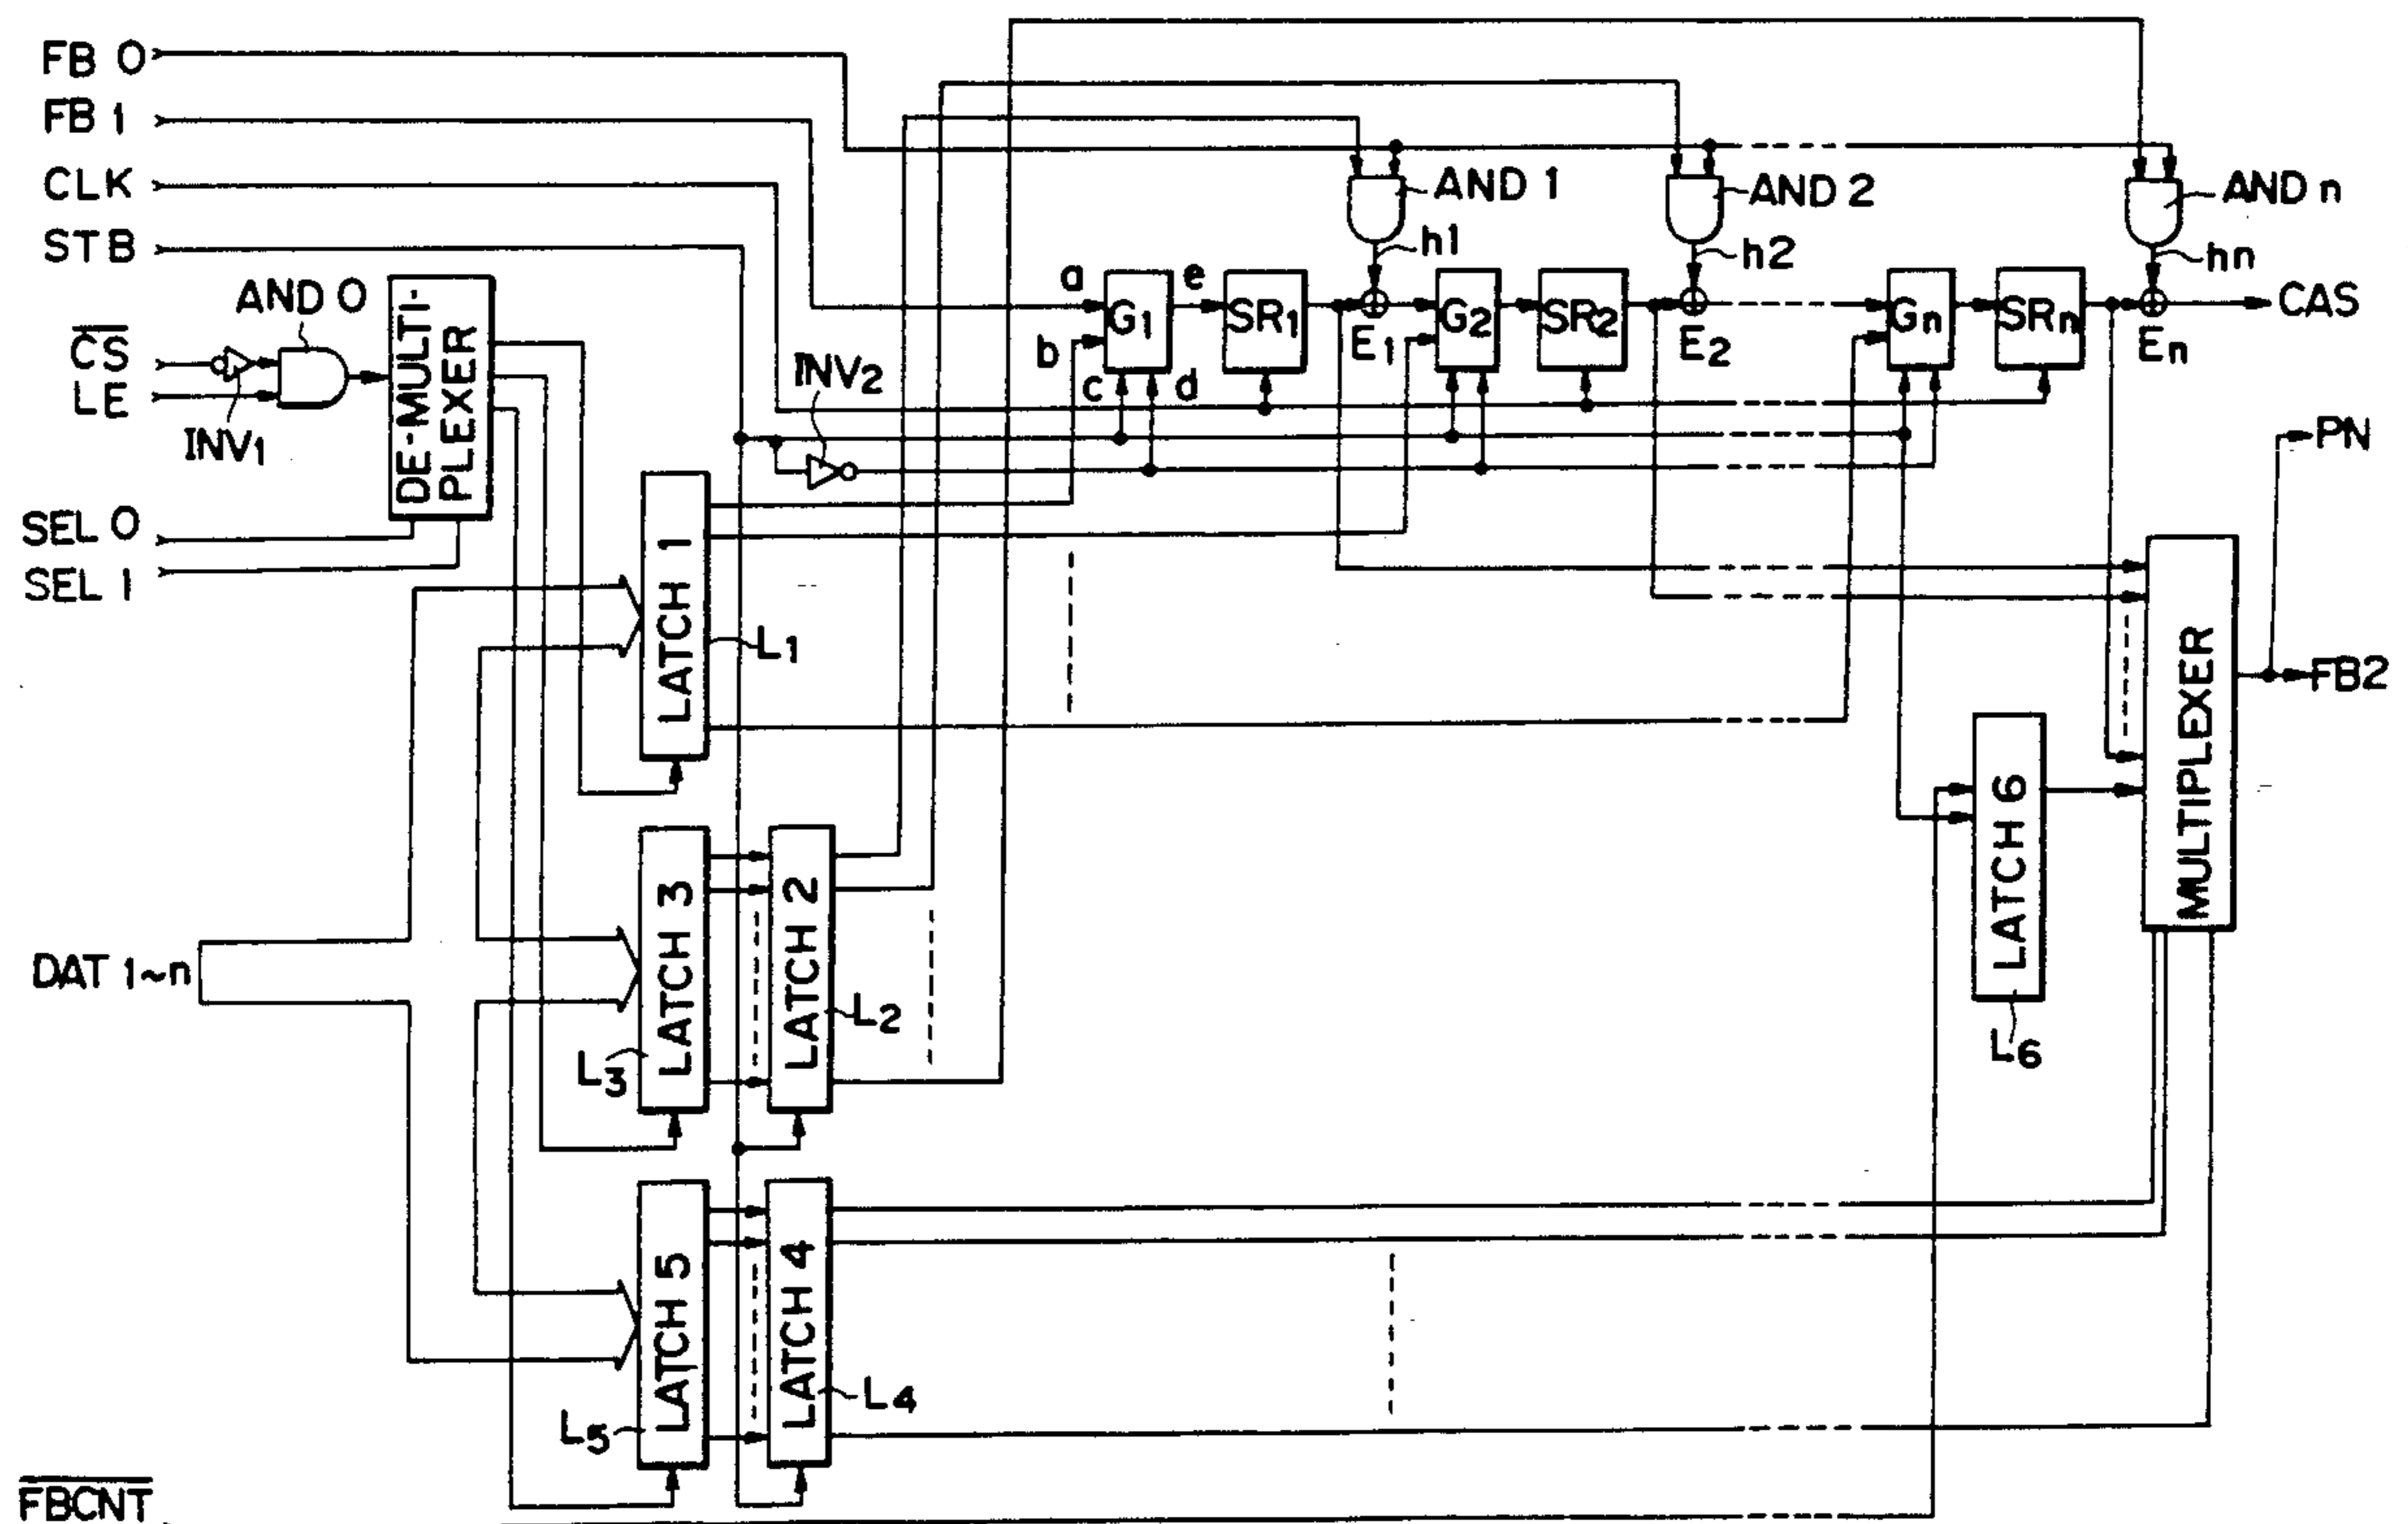 FB 0
FB 1
CLK
STB
CS
LE
SEL 0
SEL 1
DAT 1~n
FBCNT
AND 0
INV1
DE-MULTI-
PLEXER
INV2
AND 1
AND 2
AND n
h1
h2
hn
a
b
c
d
e
G1
SR1
E1
G2
SR2
E2
Gn
SRn
En
CAS
PN
FB2
LATCH 1
L1
LATCH 3
L3
LATCH 2
L2
LATCH 5
L5
LATCH 4
L4
LATCH 6
L6
MULTIPLEXER